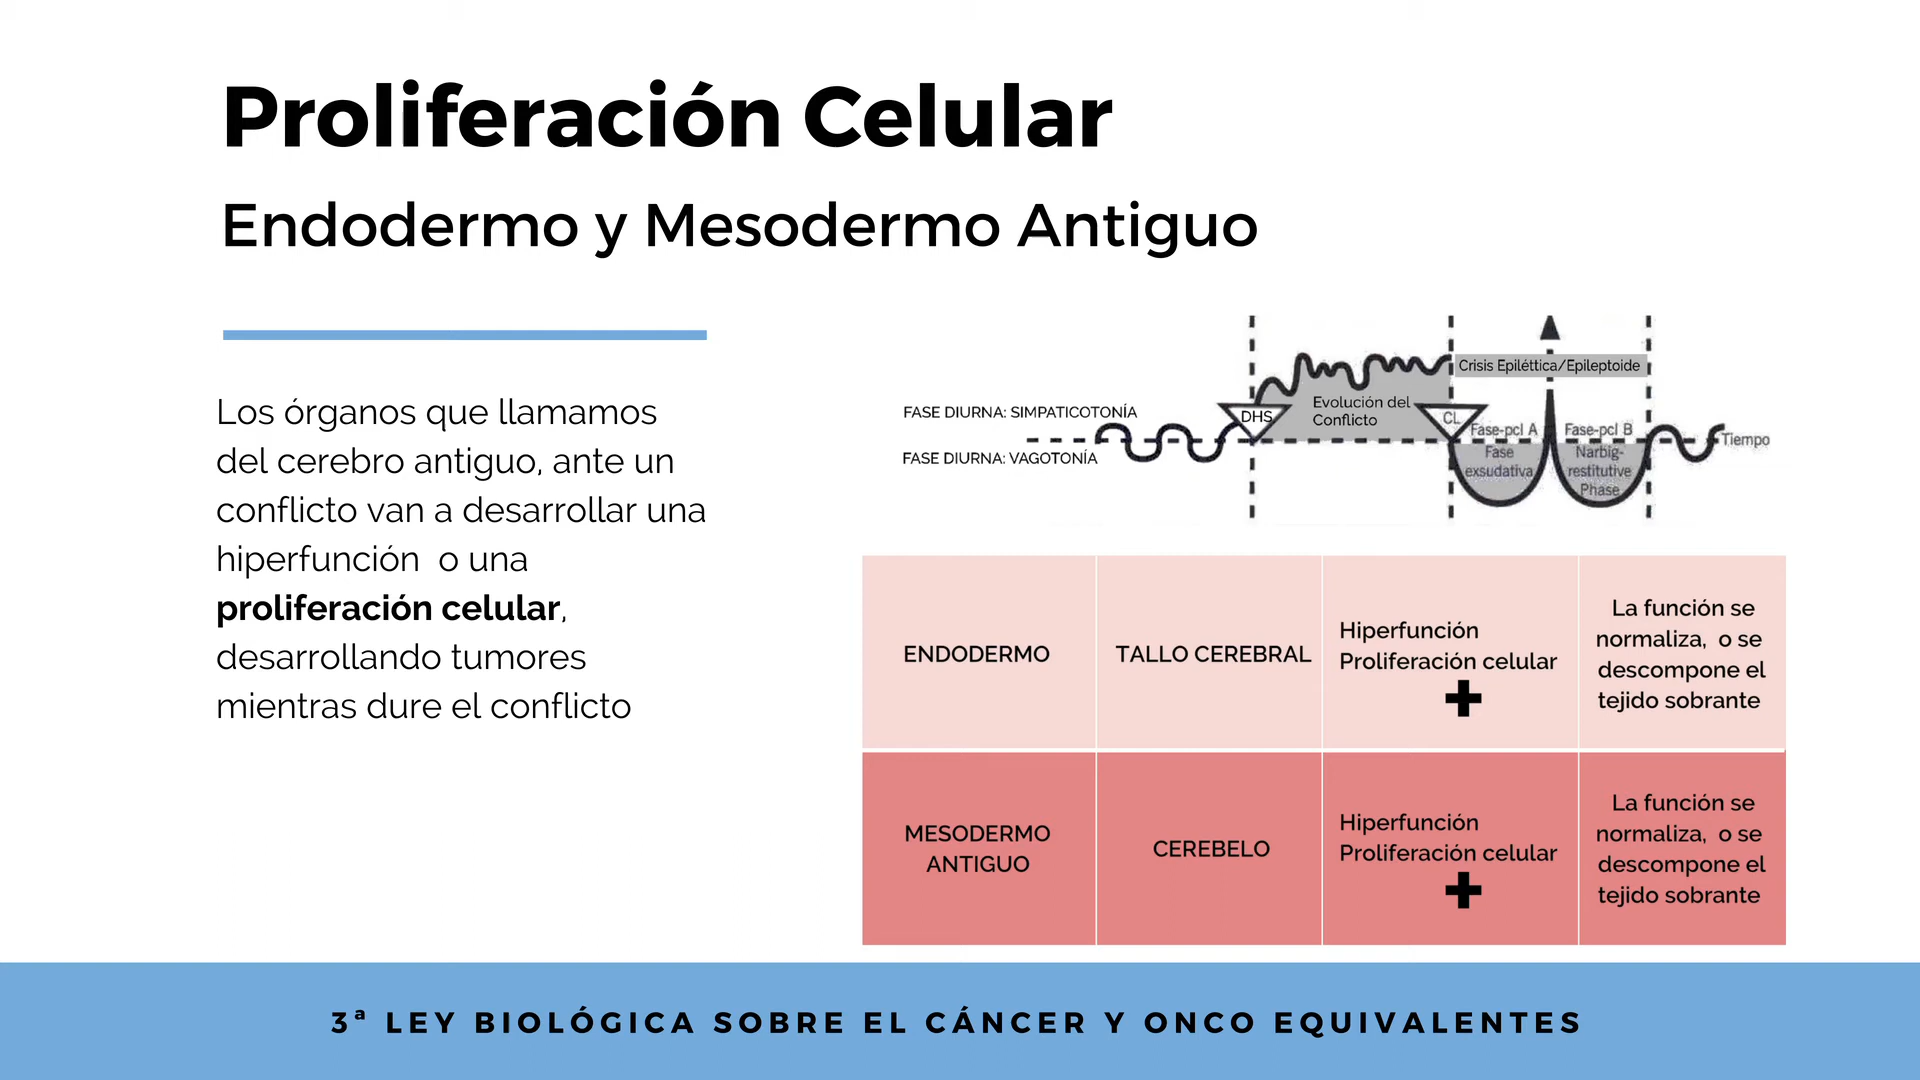 Proliferación Celular
Endodermo y Mesodermo Antiguo
Los órganos que llamamos
del cerebro antiguo, ante un
conflicto van a desarrollar una
hiperfunción  o una
proliferación celular,
desarrollando tumores
mientras dure el conflicto
Crisis Epiléttica/Epileptoide
FASE DIURNA: SIMPATICOTONÍA
DHS
Evolución del
Conflicto
CL
Fase-pcl A
Fase-pcl B
Tiempo
FASE DIURNA: VAGOTONÍA
Fase
exsudativa
Narbig-
restitutive
Phase
ENDODERMO
TALLO CEREBRAL
Hiperfunción
Proliferación celular
La función se
normaliza,  o se
descompone el
tejido sobrante
MESODERMO
ANTIGUO
CEREBELO
Hiperfunción
Proliferación celular
La función se
normaliza,  o se
descompone el
tejido sobrante
3ª LEY BIOLÓGICA SOBRE EL CÁNCER Y ONCO EQUIVALENTES